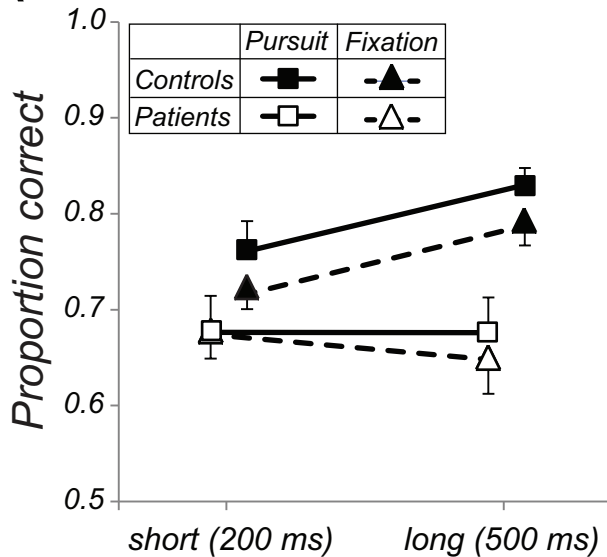 1.0
Pursuit Fixation
Controls
Patients
0.9
0.8
0.7
0.6
0.5
Proportion correct
short (200 ms) long (500 ms)